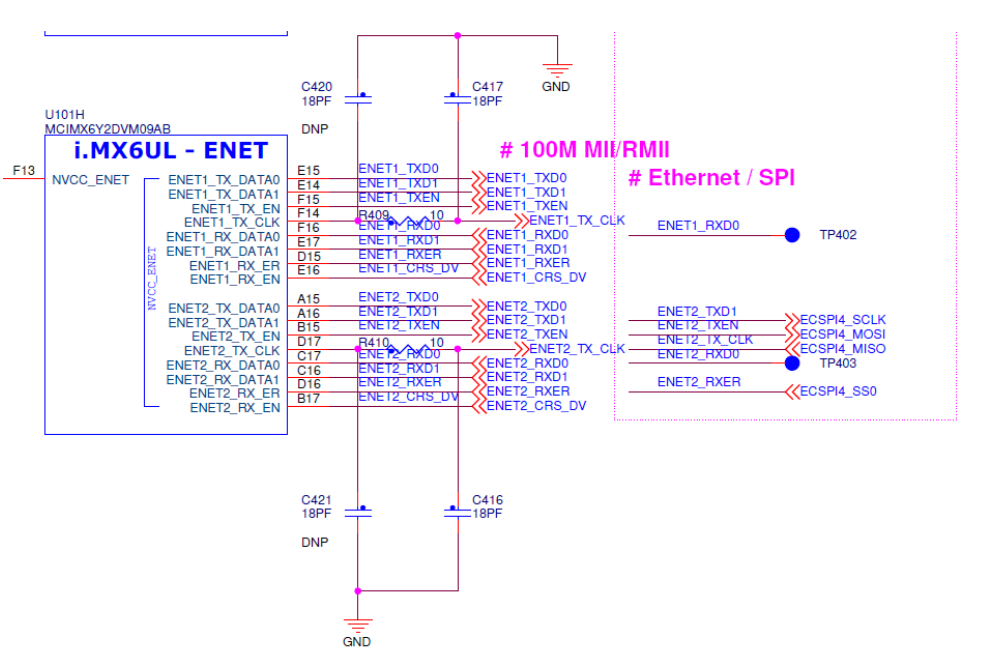 C420
18PF
DNP
C417
18PF
GND
U101H
MCIMX6Y2DVM09AB
i.MX6UL - ENET
# 100M MII/RMII
# Ethernet / SPI
F13
NVCC_ENET
NVCC_ENET
ENET1_TX_DATA0 E15 ENET1_TXD0 ENET1_TXD0
ENET1_TX_DATA1 E14 ENET1_TXD1 ENET1_TXD1
ENET1_TX_EN F15 ENET1_TXEN ENET1_TXEN
ENET1_TX_CLK F14 R409 10 ENET1_TX_CLK
ENET1_RX_DATA0 F16 ENET1_RXD0 ENET1_RXD0
ENET1_RX_DATA1 E17 ENET1_RXD1 ENET1_RXD1
ENET1_RX_ER D15 ENET1_RXER ENET1_RXER
ENET1_RX_EN E16 ENET1_CRS_DV ENET1_CRS_DV
ENET2_TX_DATA0 A15 ENET2_TXD0 ENET2_TXD0
ENET2_TX_DATA1 A16 ENET2_TXD1 ENET2_TXD1
ENET2_TX_EN B15 ENET2_TXEN ENET2_TXEN
ENET2_TX_CLK D17 R410 10 ENET2_TX_CLK
ENET2_RX_DATA0 C17 ENET2_RXD0 ENET2_RXD0
ENET2_RX_DATA1 C16 ENET2_RXD1 ENET2_RXD1
ENET2_RX_ER D16 ENET2_RXER ENET2_RXER
ENET2_RX_EN B17 ENET2_CRS_DV ENET2_CRS_DV
ENET1_RXD0 TP402
ENET2_TXD1 ECSPI4_SCLK
ENET2_TXEN ECSPI4_MOSI
ENET2_TX_CLK ECSPI4_MISO
ENET2_RXD0 TP403
ENET2_RXER ECSPI4_SS0
C421
18PF
DNP
C416
18PF
GND